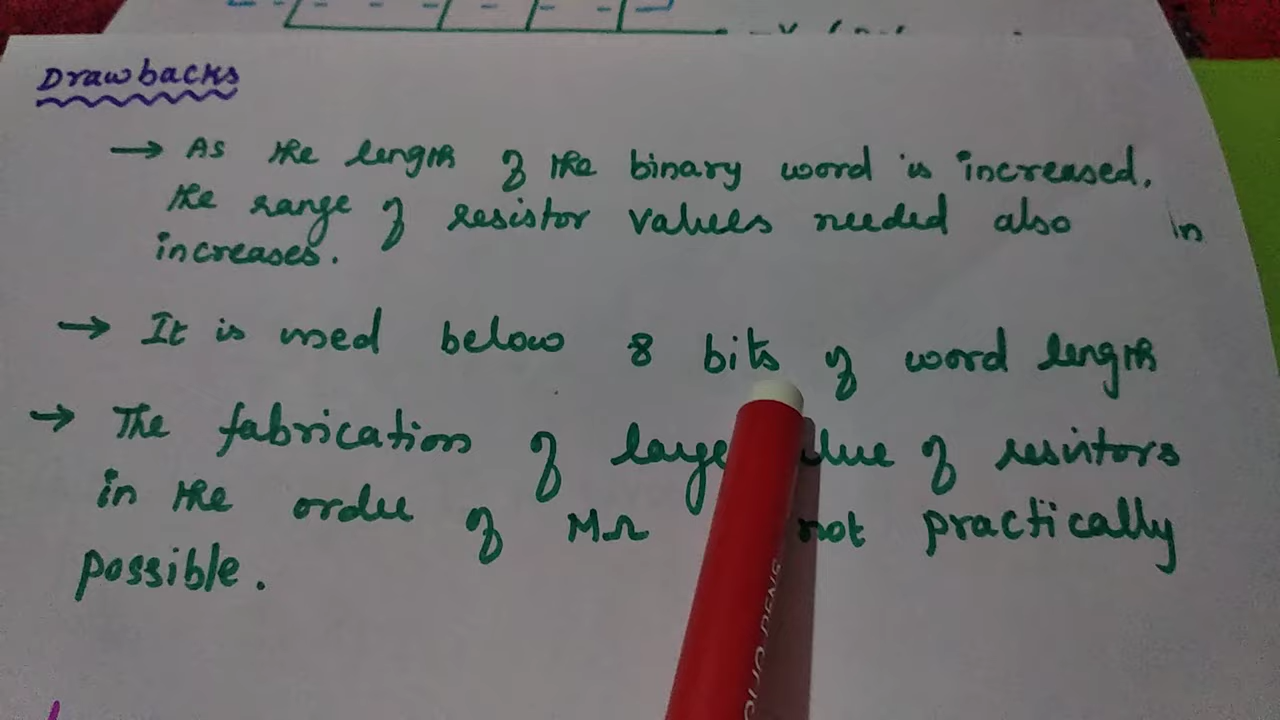 Drawbacks
→ As the length of the binary word is increased,
the range of resistor values needed also in
increases.
→ It is used below 8 bits of word length
→ The fabrication of large of resistors
in the order of MΩ not practically
possible.